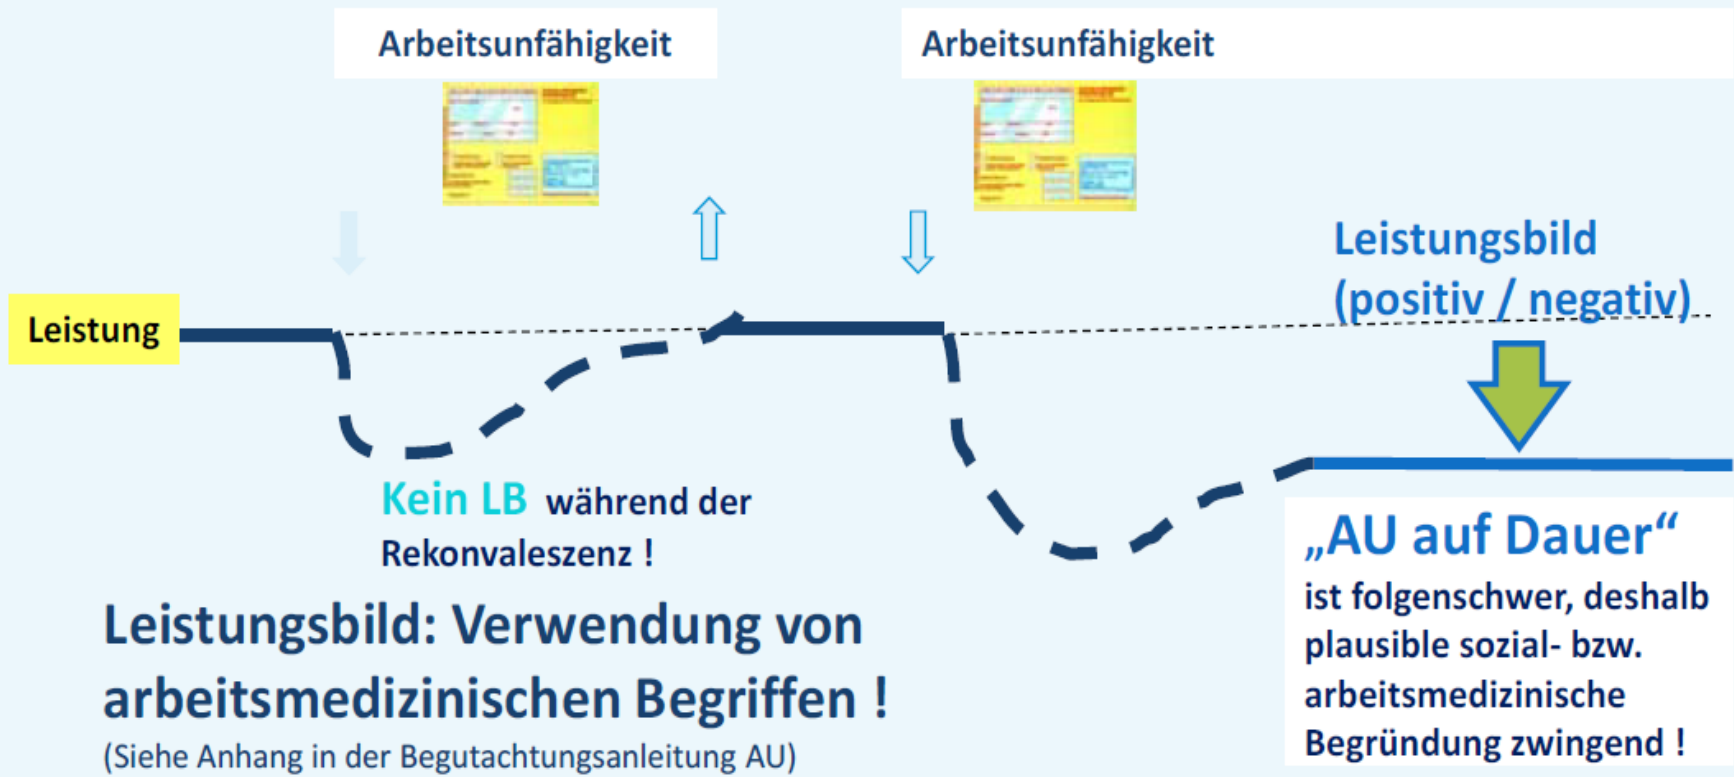 Arbeitsunfähigkeit
Arbeitsunfähigkeit
Leistungsbild
(positiv / negativ)
Leistung
Kein LB während der
Rekonvaleszenz !
Leistungsbild: Verwendung von
arbeitsmedizinischen Begriffen !
(Siehe Anhang in der Begutachtungsanleitung AU)
„AU auf Dauer“
ist folgenschwer, deshalb
plausible sozial- bzw.
arbeitsmedizinische
Begründung zwingend !